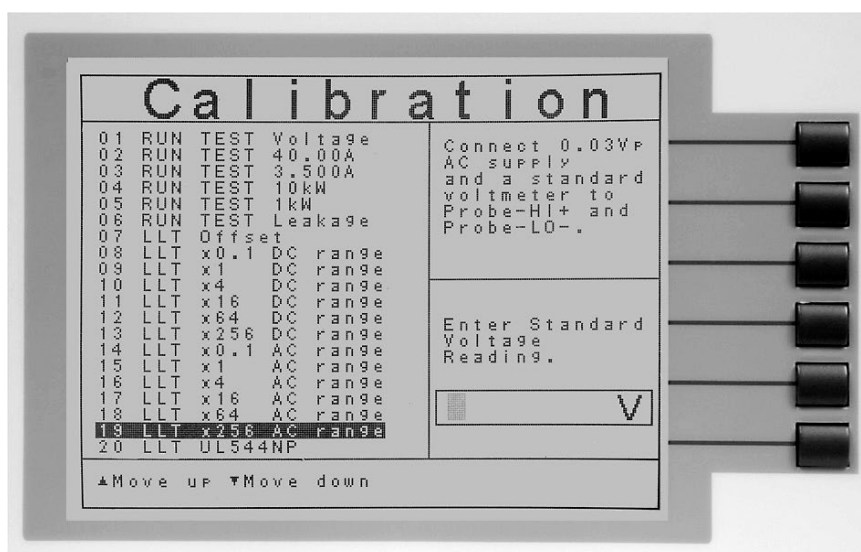 Calibration
01 RUN TEST Voltage
02 RUN TEST 40.00A
03 RUN TEST 3.500A
04 RUN TEST 10kW
05 RUN TEST 1kW
06 RUN TEST Leakage
07 LLT Offset
08 LLT x0.1 DC range
09 LLT x1 DC range
10 LLT x4 DC range
11 LLT x16 DC range
12 LLT x64 DC range
13 LLT x256 DC range
14 LLT x0.1 AC range
15 LLT x1 AC range
16 LLT x4 AC range
17 LLT x16 AC range
18 LLT x64 AC range
19 LLT x256 AC range
20 LLT UL544NP
Connect 0.03Vp
AC supply
and a standard
voltmeter to
Probe-HI+ and
Probe-LO-.
Enter Standard
Voltage
Reading.
V
▲Move up ▼Move down